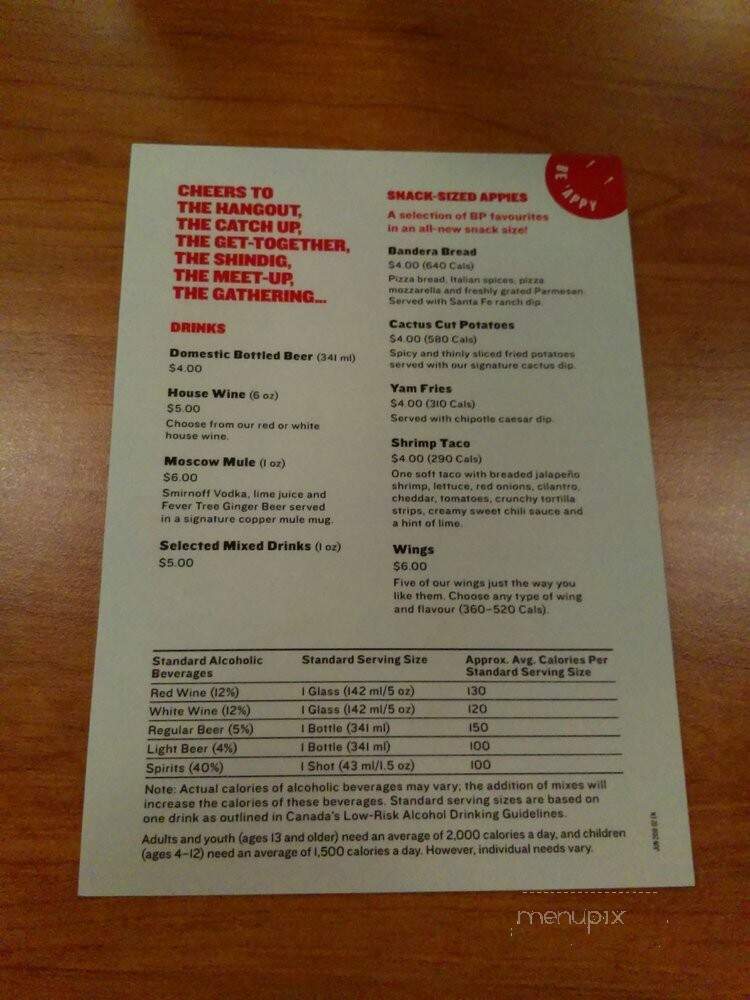 CHEERS TO
THE HANGOUT,
THE CATCH UP,
THE GET-TOGETHER,
THE SHINDIG,
THE MEET-UP,
THE GATHERING...
DRINKS
Domestic Bottled Beer (341 ml)
$4.00
House Wine (6 oz)
$5.00
Choose from our red or white
house wine.
Moscow Mule (1 oz)
$6.00
Smirnoff Vodka, lime juice and
Fever Tree Ginger Beer served
in a signature copper mule mug.
Selected Mixed Drinks (1 oz)
$5.00
BE 'APPY
SNACK-SIZED APPIES
A selection of BP favourites
in an all-new snack size!
Bandera Bread
$4.00 (640 Cals)
Pizza bread, Italian spices, pizza
mozzarella and freshly grated Parmesan.
Served with Santa Fe ranch dip.
Cactus Cut Potatoes
$4.00 (580 Cals)
Spicy and thinly sliced fried potatoes
served with our signature cactus dip.
Yam Fries
$4.00 (310 Cals)
Served with chipotle caesar dip.
Shrimp Taco
$4.00 (290 Cals)
One soft taco with breaded jalapeño
shrimp, lettuce, red onions, cilantro,
cheddar, tomatoes, crunchy tortilla
strips, creamy sweet chili sauce and
a hint of lime.
Wings
$6.00
Five of our wings just the way you
like them. Choose any type of wing
and flavour (360–520 Cals).
Standard Alcoholic Beverages Standard Serving Size Approx. Avg. Calories Per Standard Serving Size
Red Wine (12%) 1 Glass (142 ml/5 oz) 130
White Wine (12%) 1 Glass (142 ml/5 oz) 120
Regular Beer (5%) 1 Bottle (341 ml) 150
Light Beer (4%) 1 Bottle (341 ml) 100
Spirits (40%) 1 Shot (43 ml/1.5 oz) 100
Note: Actual calories of alcoholic beverages may vary; the addition of mixes will
increase the calories of these beverages. Standard serving sizes are based on
one drink as outlined in Canada's Low-Risk Alcohol Drinking Guidelines.
Adults and youth (ages 13 and older) need an average of 2,000 calories a day, and children
(ages 4–12) need an average of 1,500 calories a day. However, individual needs vary.
menupix